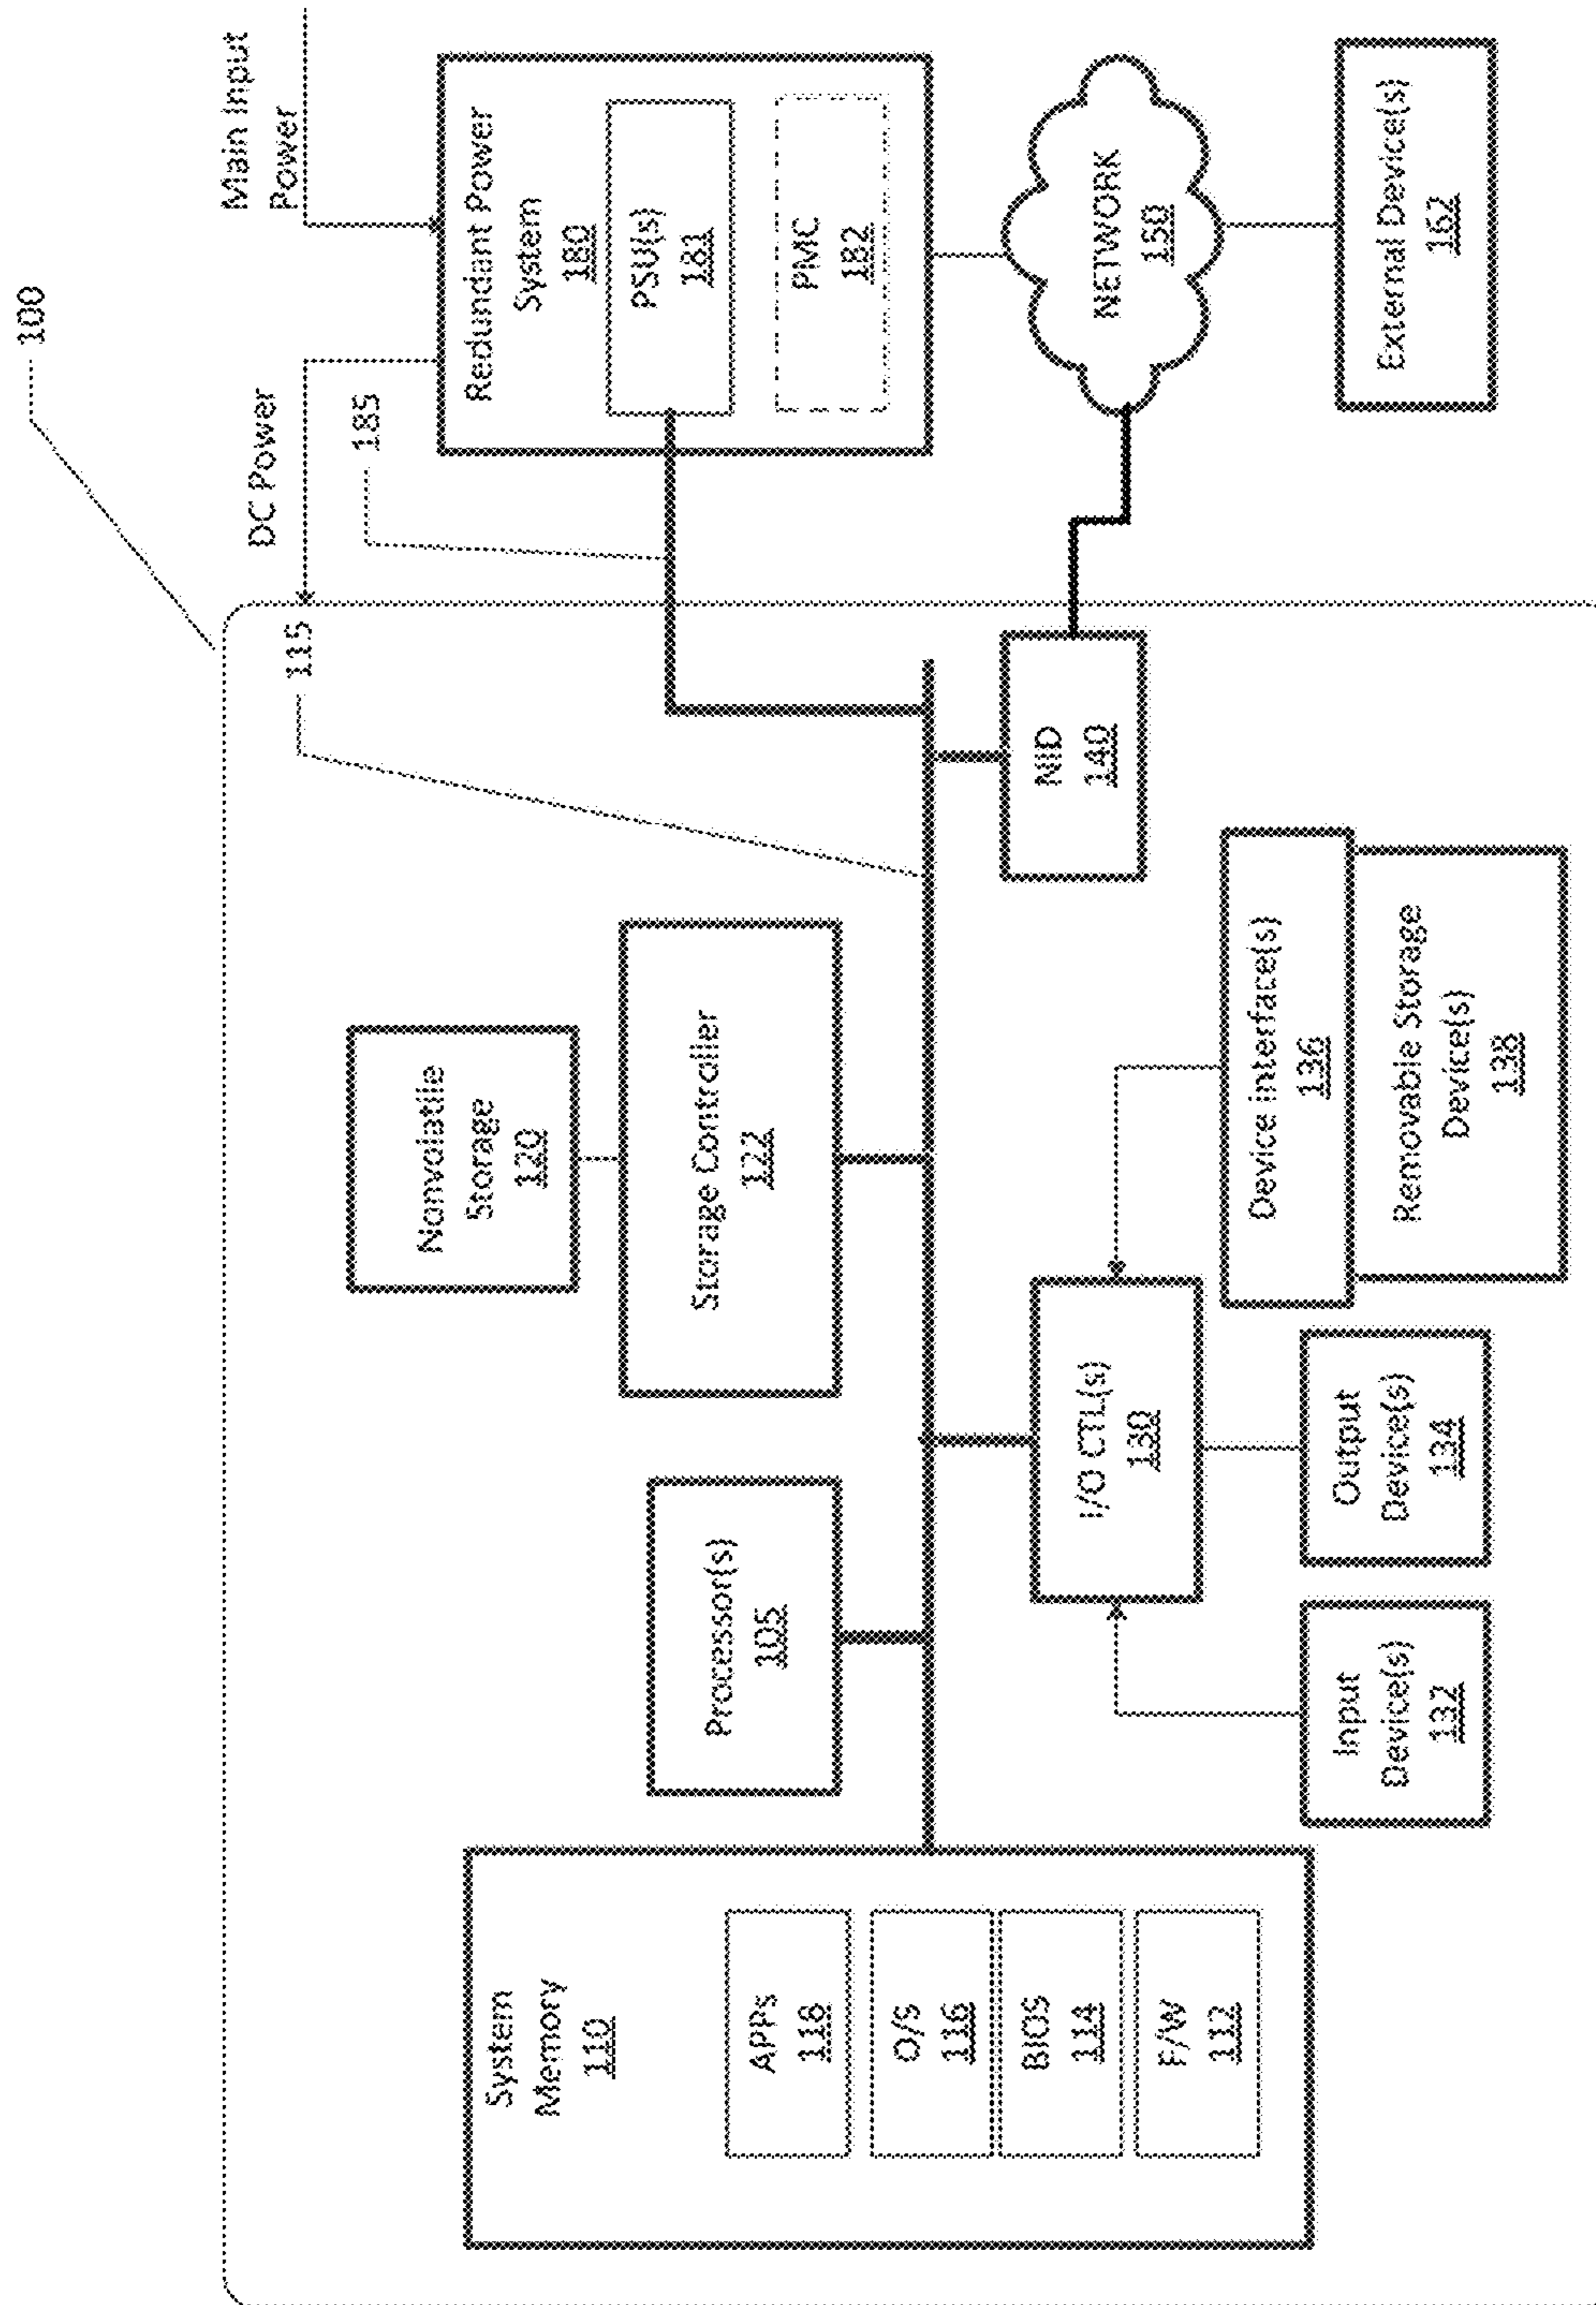 100
Main Input
Power
DC Power
115
185
Redundant Power
System
180
PSU(s)
181
PMC
182
Nonvolatile
Storage
120
Storage Controller
122
Processor(s)
105
System
Memory
110
APPs
118
O/S
116
BIOS
114
F/W
112
I/O CTL(s)
130
NID
140
NETWORK
150
Input
Device(s)
132
Output
Device(s)
134
Device interface(s)
136
Removable Storage
Device(s)
138
External Device(s)
162